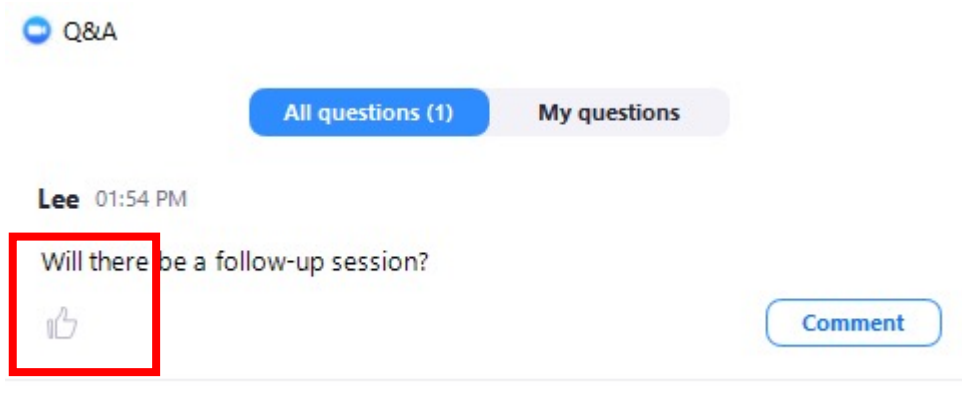 Q&A
All questions (1) My questions
Lee 01:54 PM
Will there be a follow-up session?
Comment